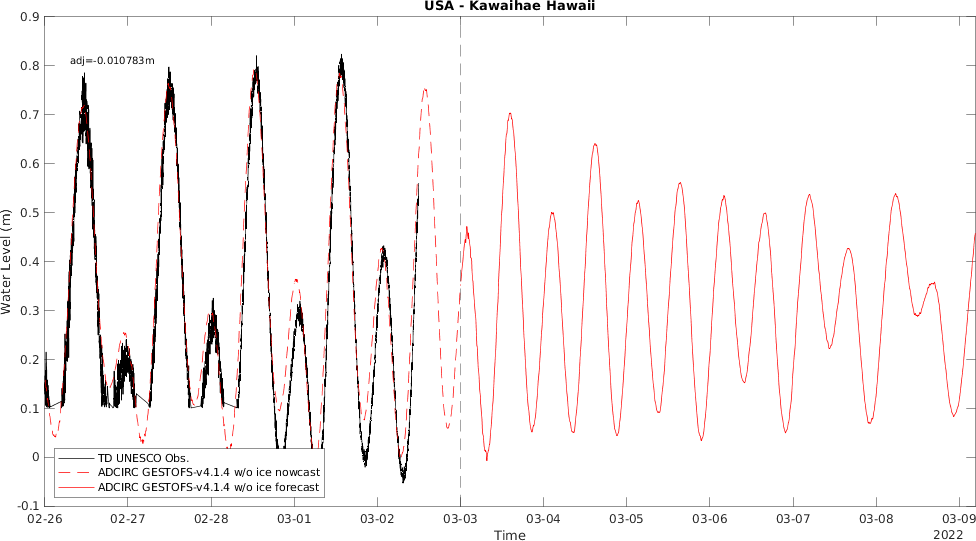 USA - Kawaihae Hawaii
adj=-0.010783m
Water Level (m)
0.9
0.8
0.7
0.6
0.5
0.4
0.3
0.2
0.1
0
-0.1
TD UNESCO Obs.
ADCIRC GESTOFS-v4.1.4 w/o ice nowcast
ADCIRC GESTOFS-v4.1.4 w/o ice forecast
02-26 02-27 02-28 03-01 03-02 03-03 03-04 03-05 03-06 03-07 03-08 03-09
Time
2022